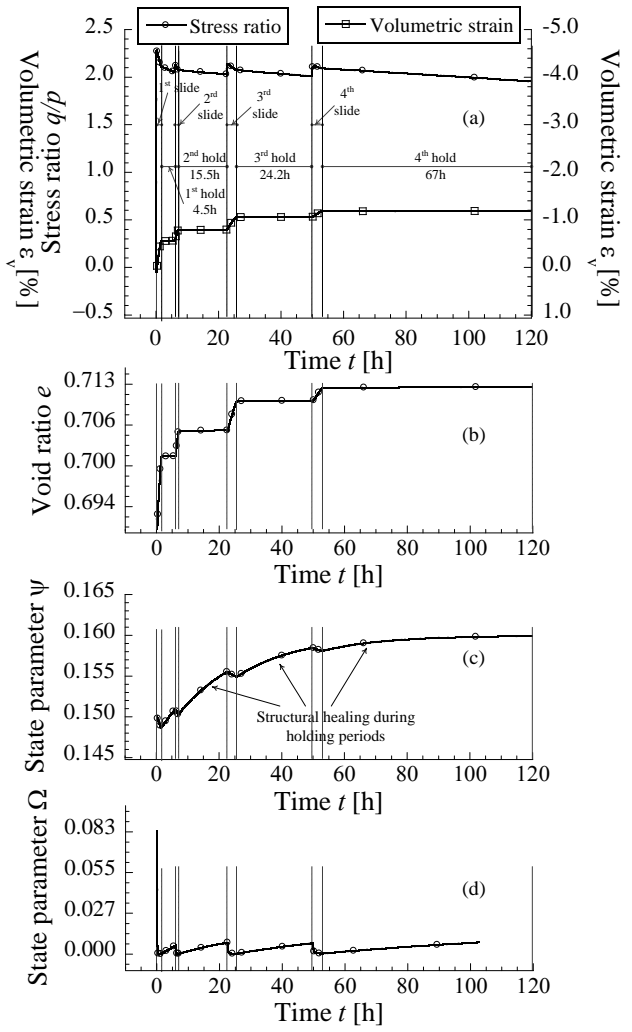 Stress ratio
Volumetric strain
Volumetric strain εv [%]
Stress ratio q/p
2.5
2.0
1.5
1.0
0.5
0.0
−0.5
-5.0
-4.0
-3.0
-2.0
-1.0
-0.0
1.0
Volumetric strain εv [%]
1st slide
2nd slide
3rd slide
4th slide
(a)
2nd hold
15.5h
3rd hold
24.2h
4th hold
67h
1st hold
4.5h
0 20 40 60 80 100 120
Time t [h]
Void ratio e
0.713
0.706
0.700
0.694
(b)
0 20 40 60 80 100 120
Time t [h]
State parameter ψ
0.165
0.160
0.155
0.150
0.145
(c)
Structural healing during
holding periods
0 20 40 60 80 100 120
Time t [h]
State parameter Ω
0.083
0.055
0.027
0.000
(d)
0 20 40 60 80 100 120
Time t [h]